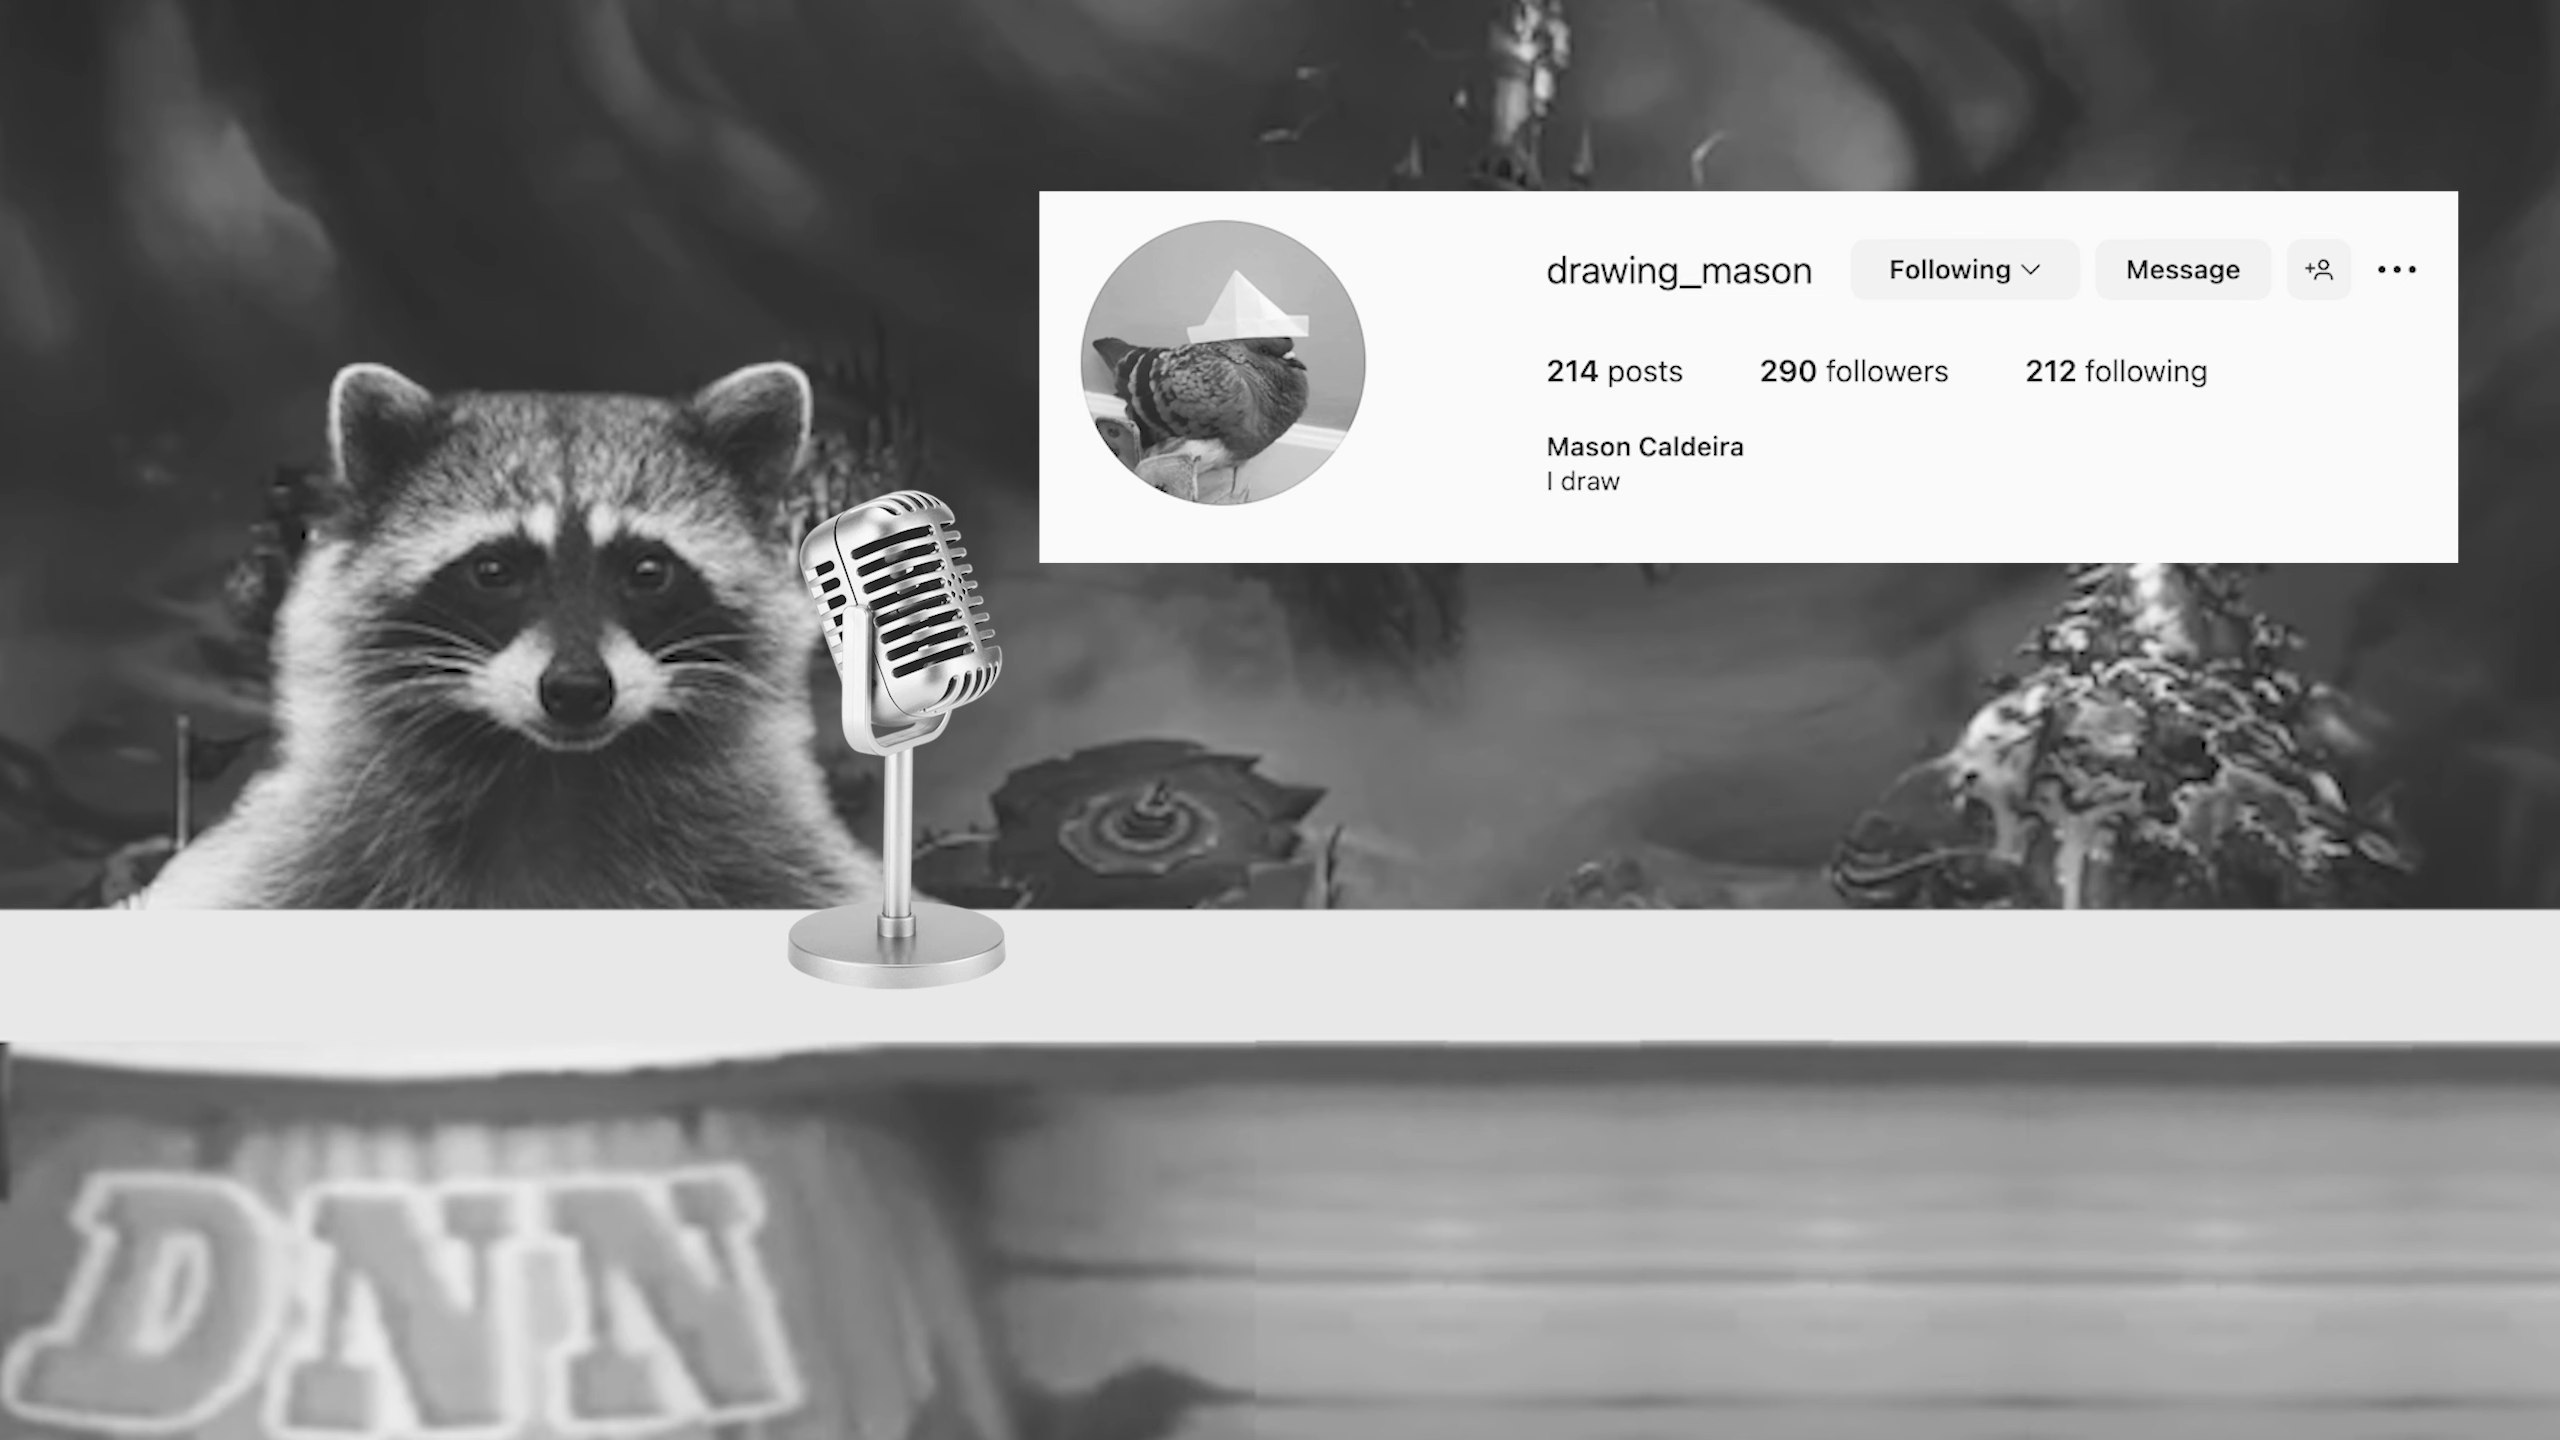 drawing_mason Following Message
214 posts 290 followers 212 following
Mason Caldeira
I draw
DNN